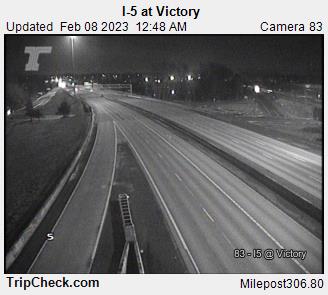 I-5 at Victory
Updated Feb 08 2023 12:48 AM Camera 83
T
S
83 - I5 @ Victory
TripCheck.com Milepost306.80